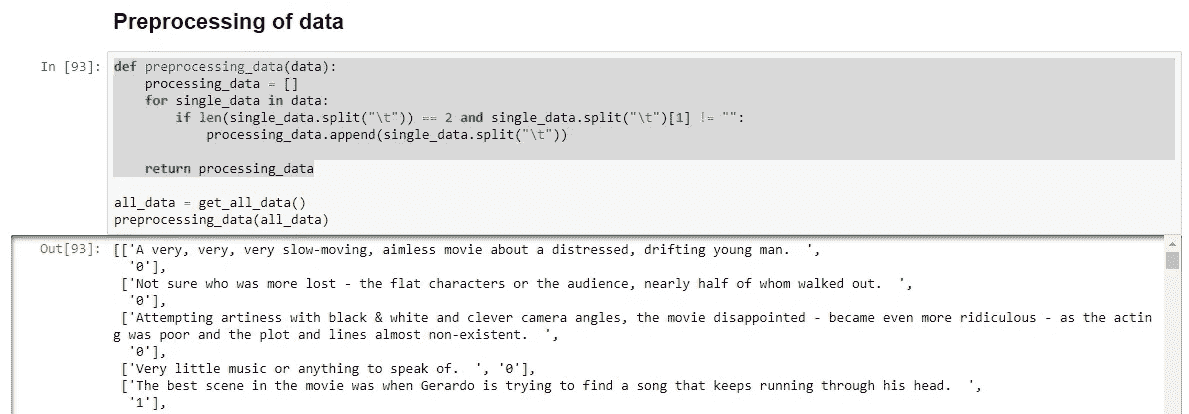 Preprocessing of data
In [93]: def preprocessing_data(data):
    processing_data = []
    for single_data in data:
        if len(single_data.split("\t")) == 2 and single_data.split("\t")[1] != "":
            processing_data.append(single_data.split("\t"))
    return processing_data
all_data = get_all_data()
preprocessing_data(all_data)
Out[93]: [['A very, very, very slow-moving, aimless movie about a distressed, drifting young man.  ',
  '0'],
 ['Not sure who was more lost - the flat characters or the audience, nearly half of whom walked out.  ',
  '0'],
 ['Attempting artiness with black & white and clever camera angles, the movie disappointed - became even more ridiculous - as the actin
g was poor and the plot and lines almost non-existent.  ',
  '0'],
 ['Very little music or anything to speak of.  ', '0'],
 ['The best scene in the movie was when Gerardo is trying to find a song that keeps running through his head.  ',
  '1'],